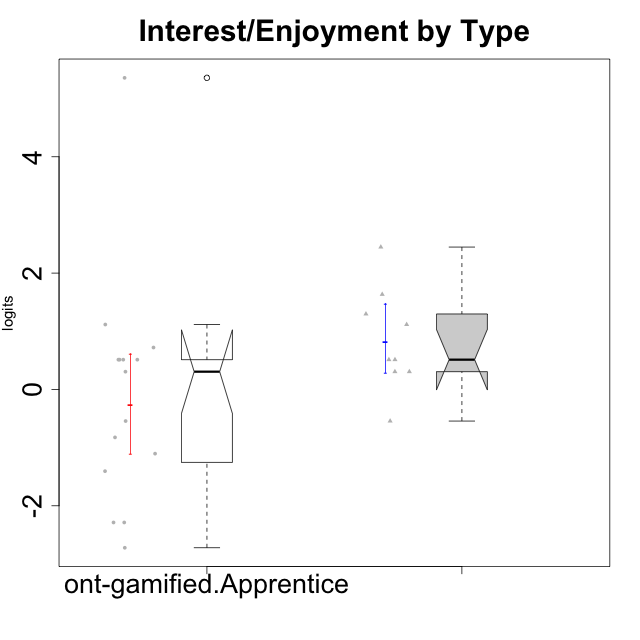 Interest/Enjoyment by Type
logits
4
2
0
-2
ont-gamified.Apprentice